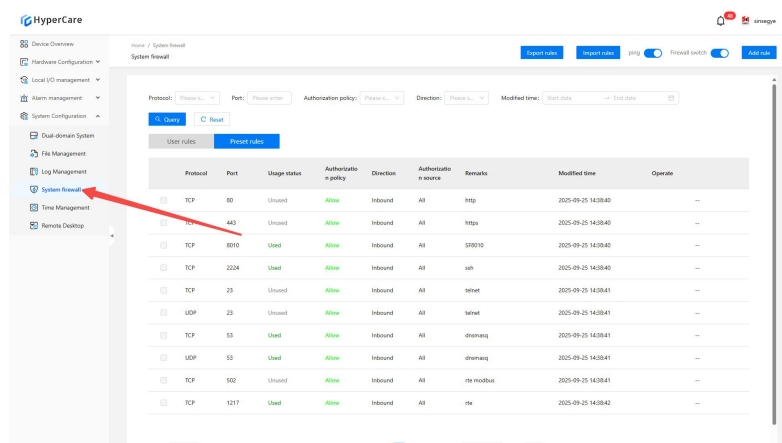 HyperCare
48
sinsegye
Device Overview
Hardware Configuration
Local I/O management
Alarm management
System Configuration
Dual-domain System
File Management
Log Management
System firewall
Time Management
Remote Desktop
Home / System firewall
System firewall
Export rules
Import rules
ping
Firewall switch
Add rule
Protocol: Please s...
Port: Please enter
Authorization policy: Please s...
Direction: Please s...
Modified time: Start date → End date
Query
Reset
User rules
Preset rules
Protocol Port Usage status Authorizatio n policy Direction Authorizatio n source Remarks Modified time Operate
TCP 80 Unused Allow Inbound All http 2025-09-25 14:38:40 --
TCP 443 Unused Allow Inbound All https 2025-09-25 14:38:40 --
TCP 8010 Used Allow Inbound All SF8010 2025-09-25 14:38:40 --
TCP 2224 Used Allow Inbound All ssh 2025-09-25 14:38:40 --
TCP 23 Unused Allow Inbound All telnet 2025-09-25 14:38:41 --
UDP 23 Unused Allow Inbound All telnet 2025-09-25 14:38:41 --
TCP 53 Used Allow Inbound All dnsmasq 2025-09-25 14:38:41 --
UDP 53 Used Allow Inbound All dnsmasq 2025-09-25 14:38:41 --
TCP 502 Unused Allow Inbound All rte modbus 2025-09-25 14:38:41 --
TCP 1217 Used Allow Inbound All rte 2025-09-25 14:38:42 --